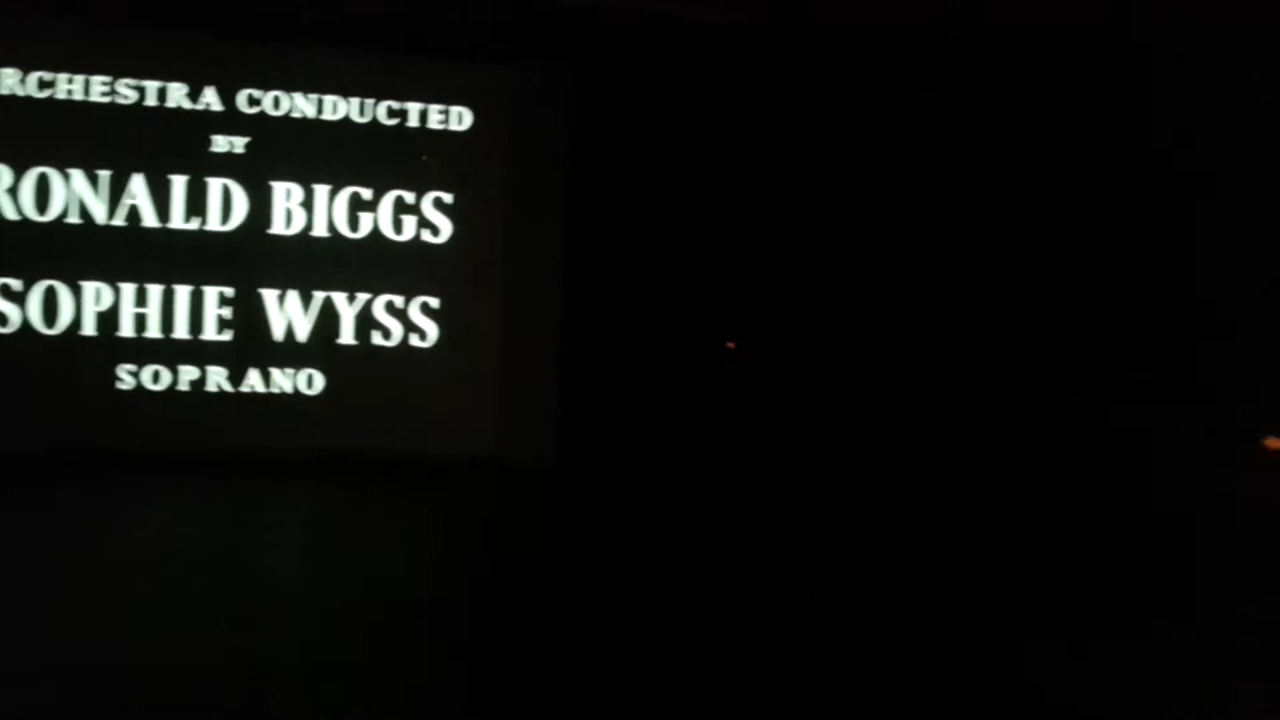 RCHESTRA CONDUCTED
BY
RONALD BIGGS
SOPHIE WYSS
SOPRANO